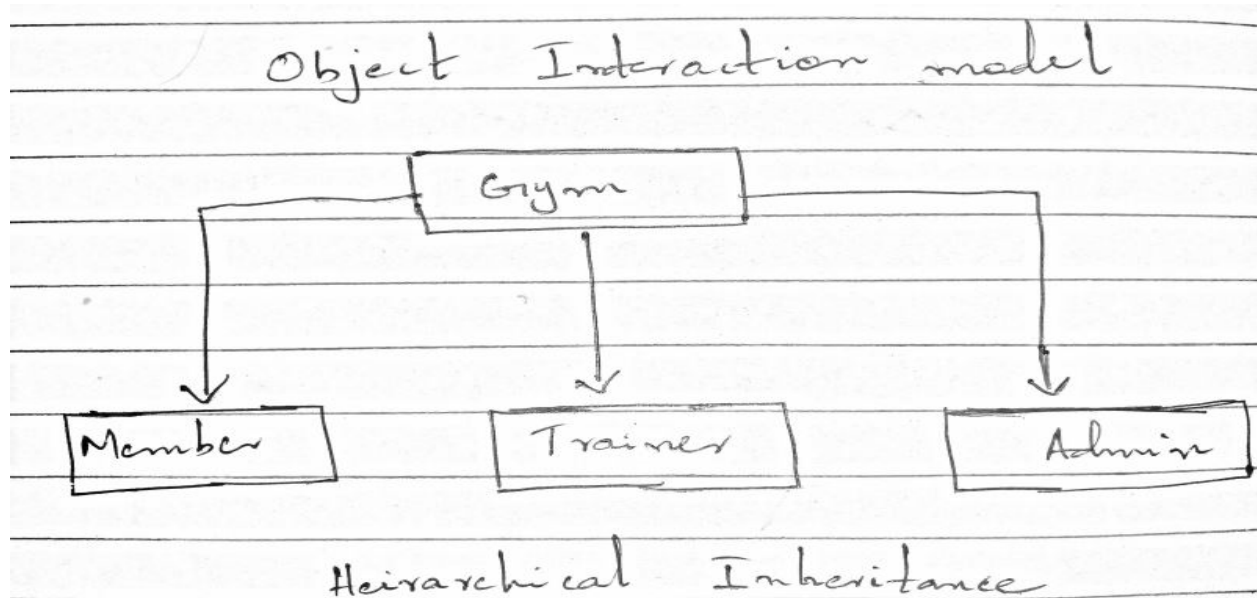 Object Interaction model
Gym
Member Trainer Admin
Heirarchical Inheritance